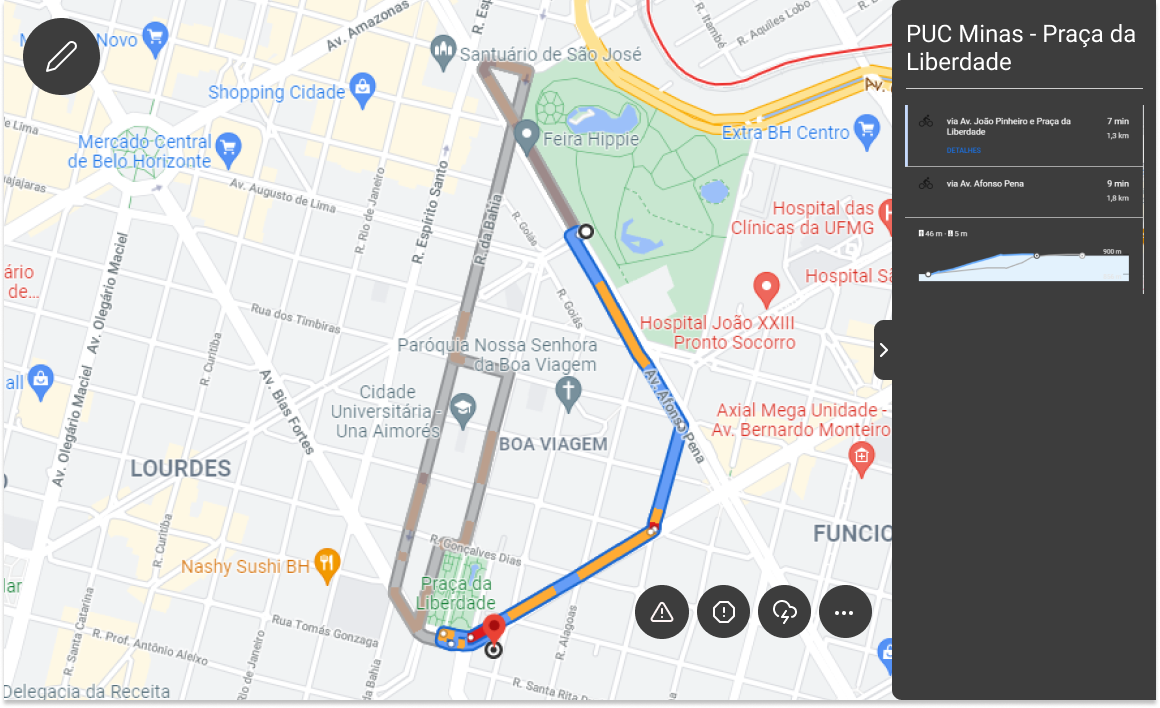 Av. Amazonas
R. Esp
Novo
Santuário de São José
R. Itambé
R. Aquiles Lobo
Shopping Cidade
Av.
Extra BH Centro
Feira Hippie
e Lim
Mercado Central
de Belo Horizonte
uajajaras
Av. Augusto de Lima
R. Rio de Janeiro
R. Espírito Santo
R. da Bahia
R. Goiás
Hospital das
Clínicas da UFMG
Hospital Sã
ário
de...
Av. Olegário Maciel
R. Goiás
Rua dos Timbiras
Hospital João XXIII
Pronto Socorro
R. Curitiba
Paróquia Nossa Senhora
da Boa Viagem
all
Av. Olegário Maciel
Av. Bias Fortes
Cidade
Universitária -
Una Aimorés
Av. Afonso Pena
Axial Mega Unidade -
Av. Bernardo Monteiro
BOA VIAGEM
LOURDES
R. Curitiba
FUNCIO
R. Gonçalves Dias
Nashy Sushi BH
Praça da
Liberdade
lar
R. Santa Catarina
Rua Tomás Gonzaga
R. Alagoas
R. Prof. Antônio Aleixo
Rio de Janeiro
R. da Bahia
R. Santa Rita D
Delegacia da Receita
PUC Minas - Praça da
Liberdade
via Av. João Pinheiro e Praça da
Liberdade
7 min
1,3 km
DETALHES
via Av. Afonso Pena
9 min
1,8 km
46 m · 5 m
900 m